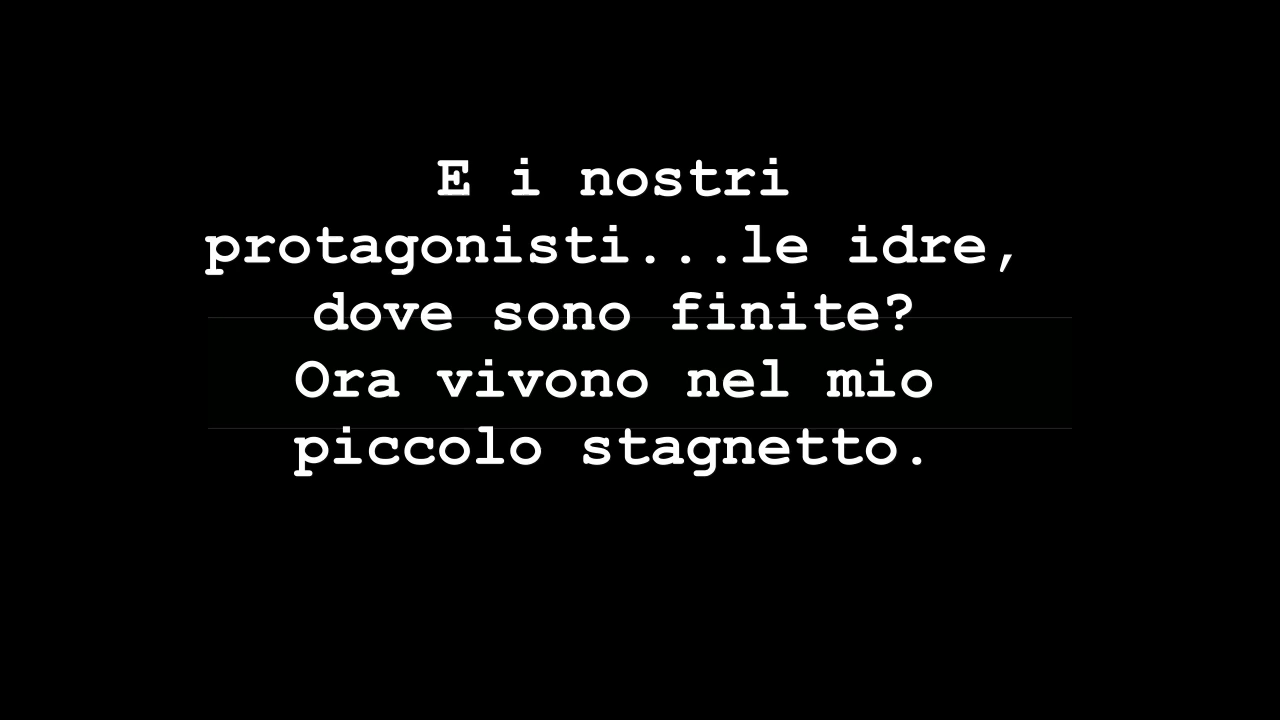 E i nostri
protagonisti...le idre,
dove sono finite?
Ora vivono nel mio
piccolo stagnetto.